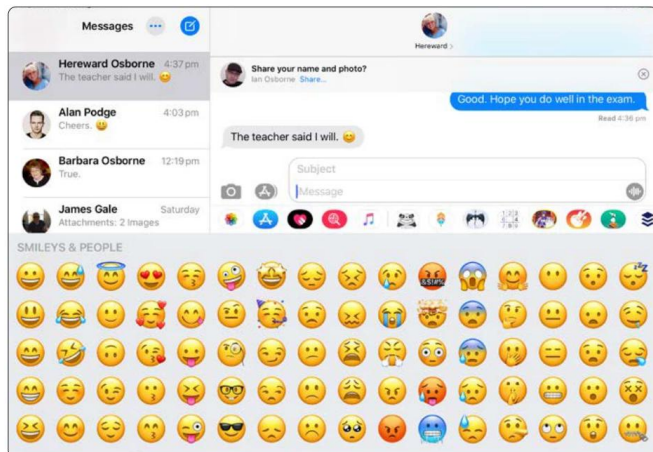 Messages
Hereward Osborne 4:37 pm
The teacher said I will. 😊
Alan Podge 4:03 pm
Cheers. 😃
Barbara Osborne 12:19 pm
True.
James Gale Saturday
Attachments: 2 Images
Hereward >
Share your name and photo?
Ian Osborne Share...
Good. Hope you do well in the exam.
Read 4:36 pm
The teacher said I will. 😊
Subject
Message
SMILEYS & PEOPLE